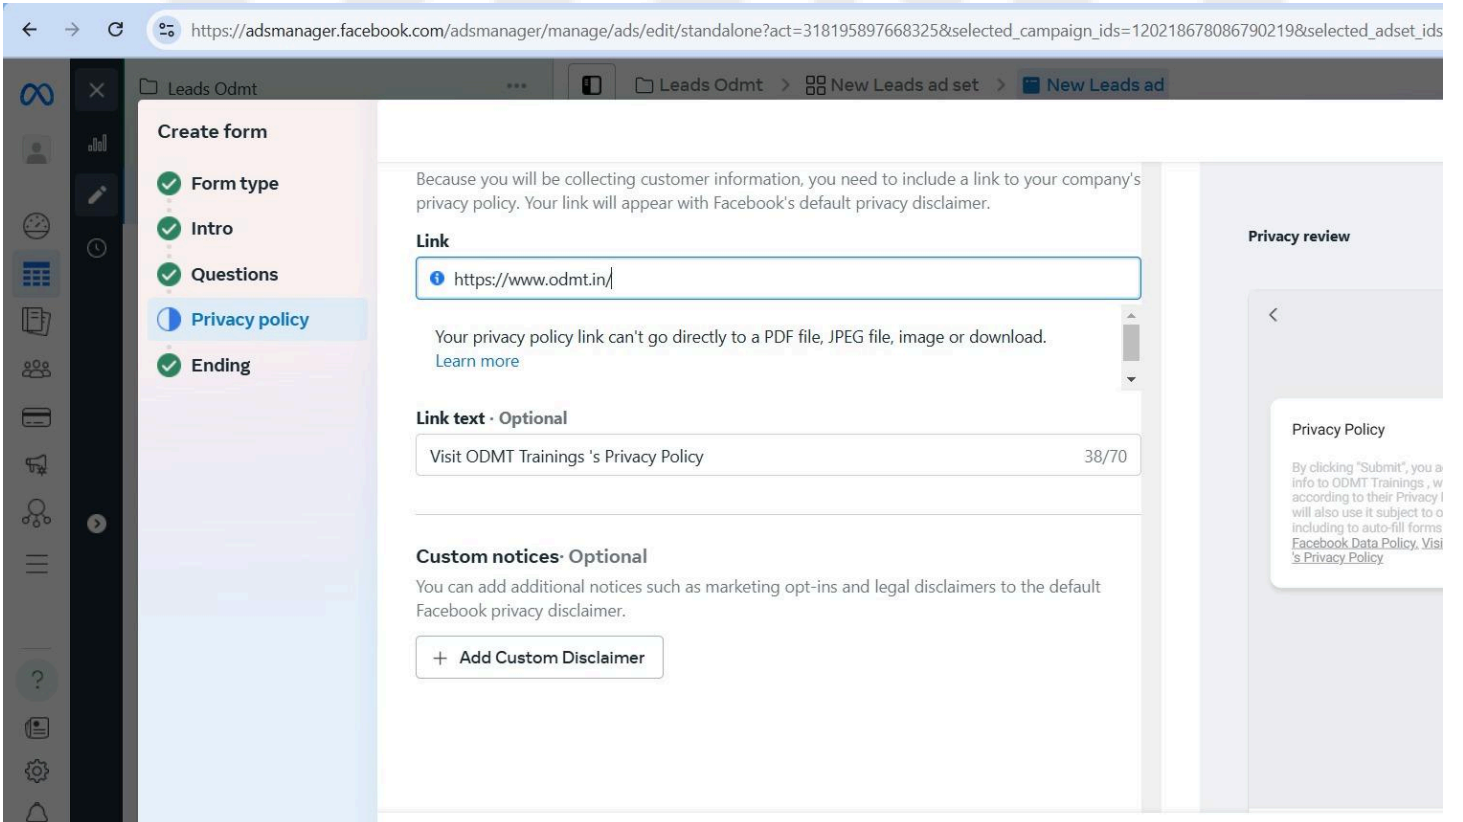 https://adsmanager.facebook.com/adsmanager/manage/ads/edit/standalone?act=318195897668325&selected_campaign_ids=120218678086790219&selected_adset_ids
Leads Odmt
Leads Odmt > New Leads ad set > New Leads ad
Create form
Form type
Intro
Questions
Privacy policy
Ending
Because you will be collecting customer information, you need to include a link to your company's
privacy policy. Your link will appear with Facebook's default privacy disclaimer.
Link
https://www.odmt.in/
Your privacy policy link can't go directly to a PDF file, JPEG file, image or download.
Learn more
Link text · Optional
Visit ODMT Trainings 's Privacy Policy 38/70
Custom notices· Optional
You can add additional notices such as marketing opt-ins and legal disclaimers to the default
Facebook privacy disclaimer.
+ Add Custom Disclaimer
Privacy review
Privacy Policy
By clicking "Submit", you a
info to ODMT Trainings , w
according to their Privacy
will also use it subject to o
including to auto-fill forms
Facebook Data Policy. Visi
's Privacy Policy